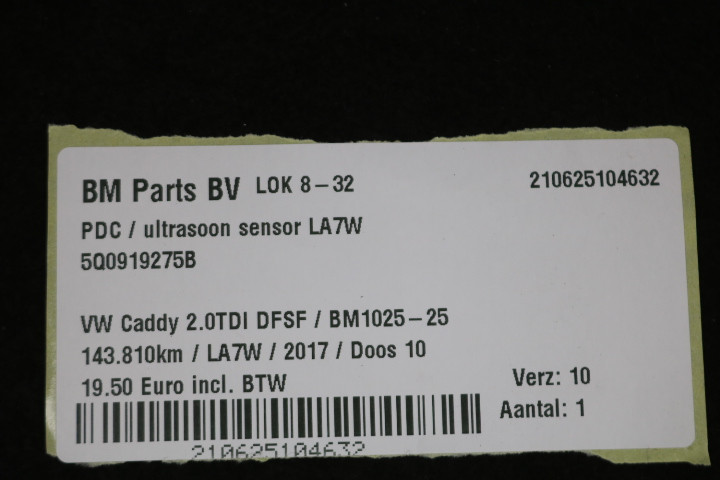 BM Parts BV LOK 8-32 210625104632
PDC / ultrasoon sensor LA7W
5Q0919275B
VW Caddy 2.0TDI DFSF / BM1025-25
143.810km / LA7W / 2017 / Doos 10
19.50 Euro incl. BTW Verz: 10
Aantal: 1
210625104632